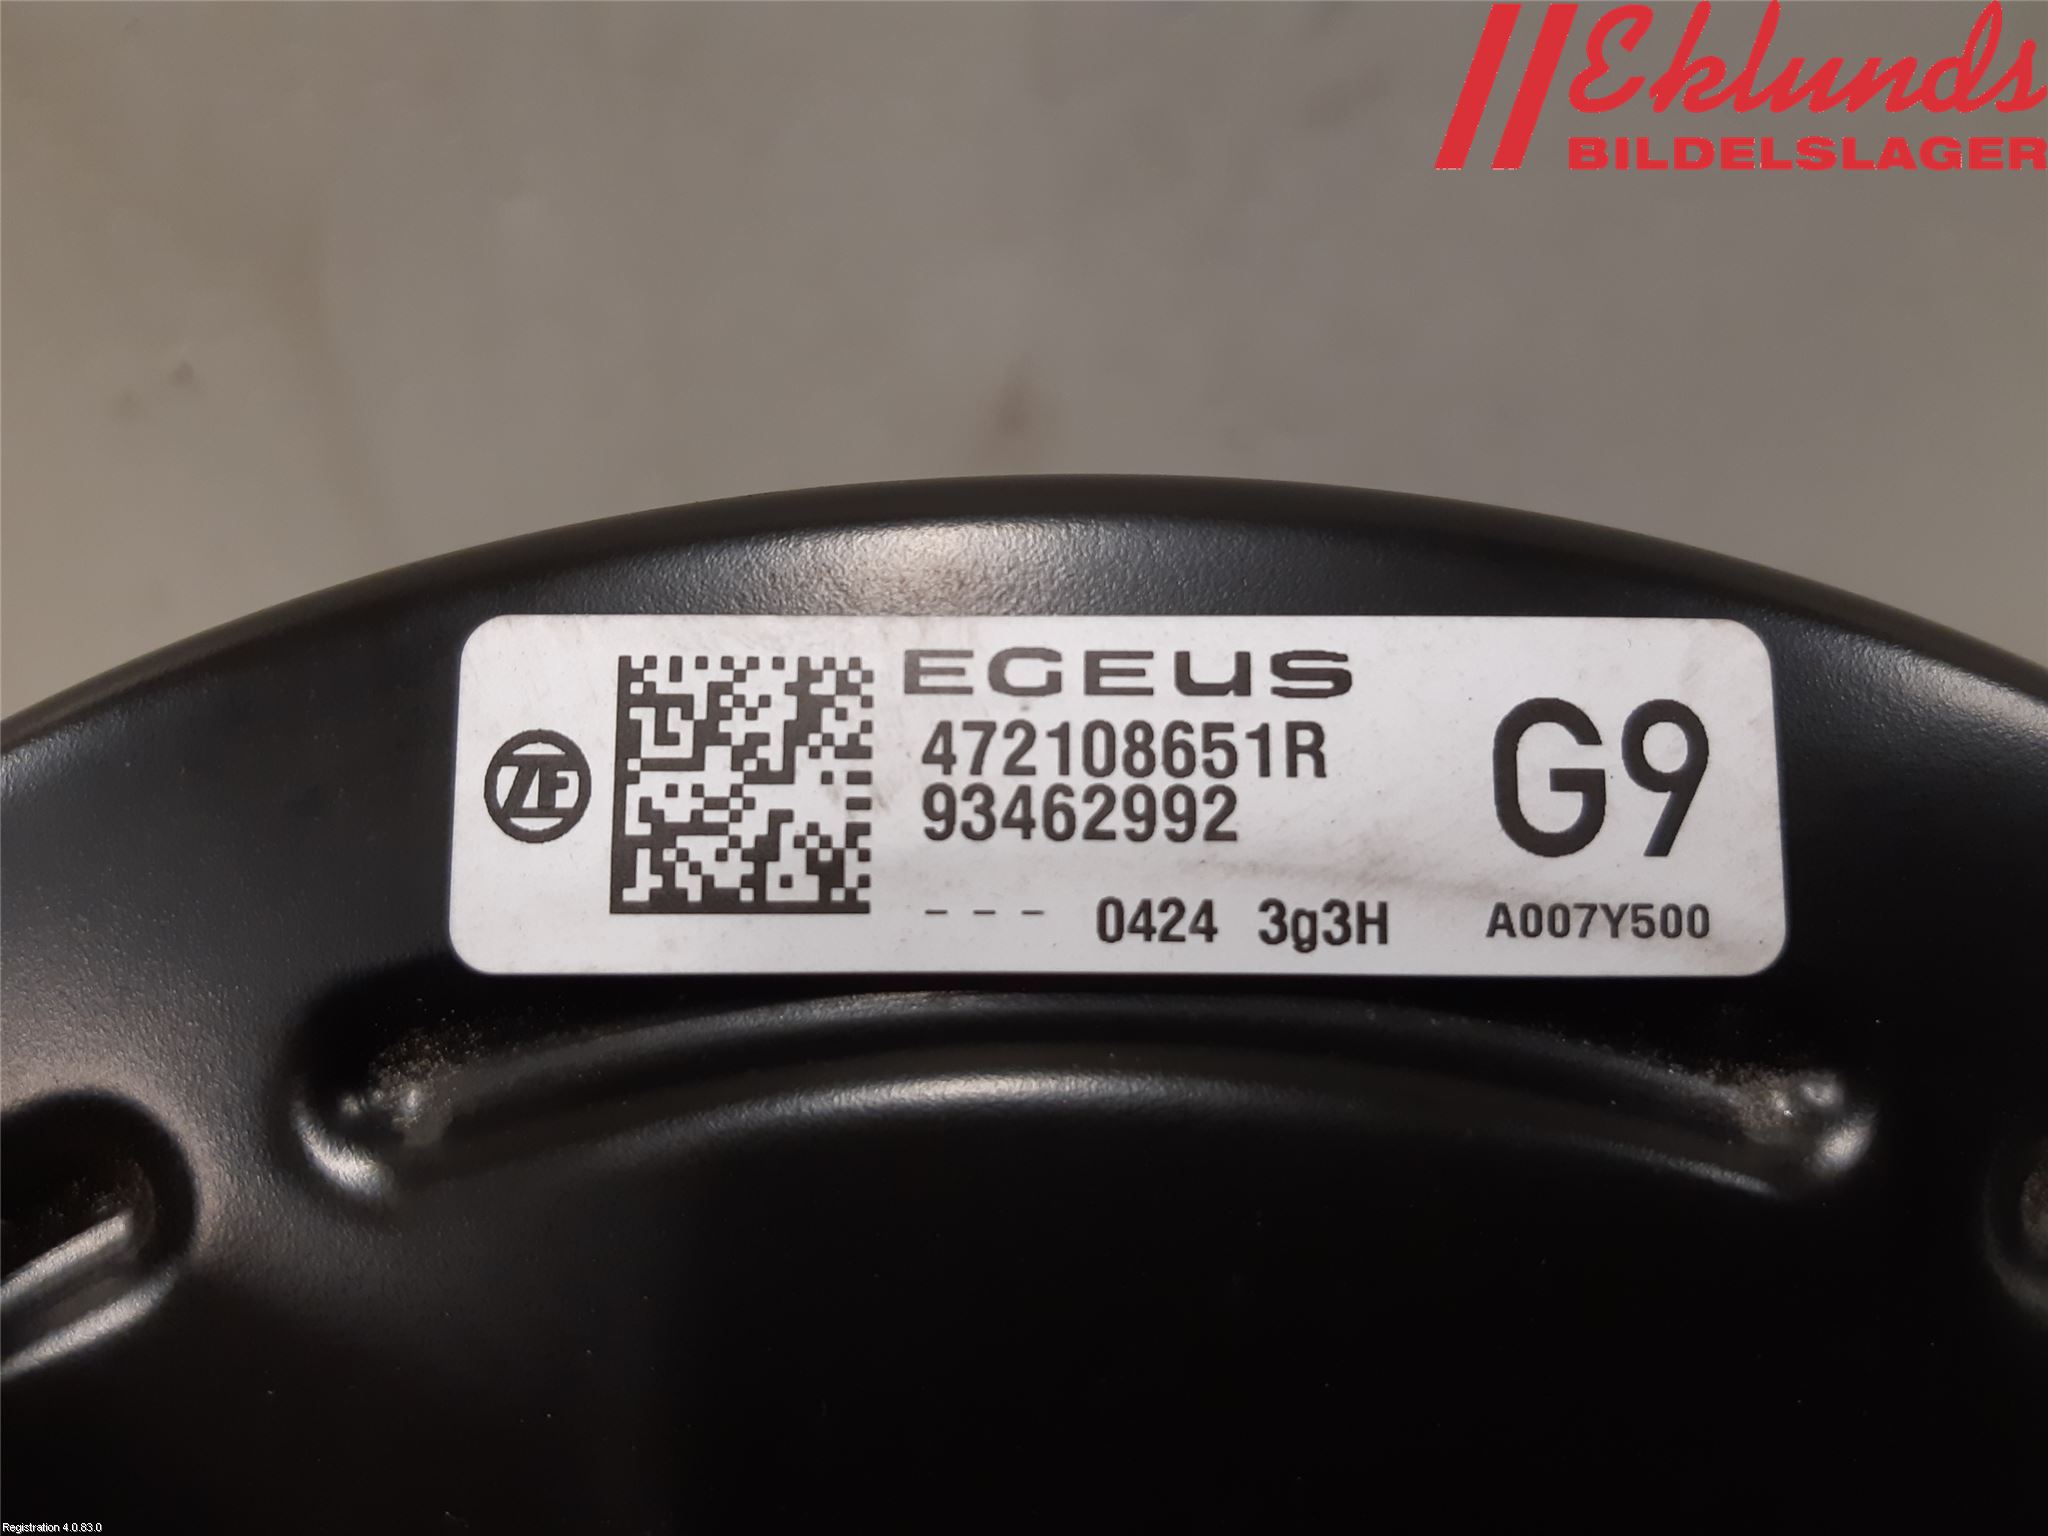 Eklunds
BILDELSLAGER
EGEUS
472108651R
93462992
G9
ZF
--- 0424 3g3H A007Y500
Registration 4.0.83.0